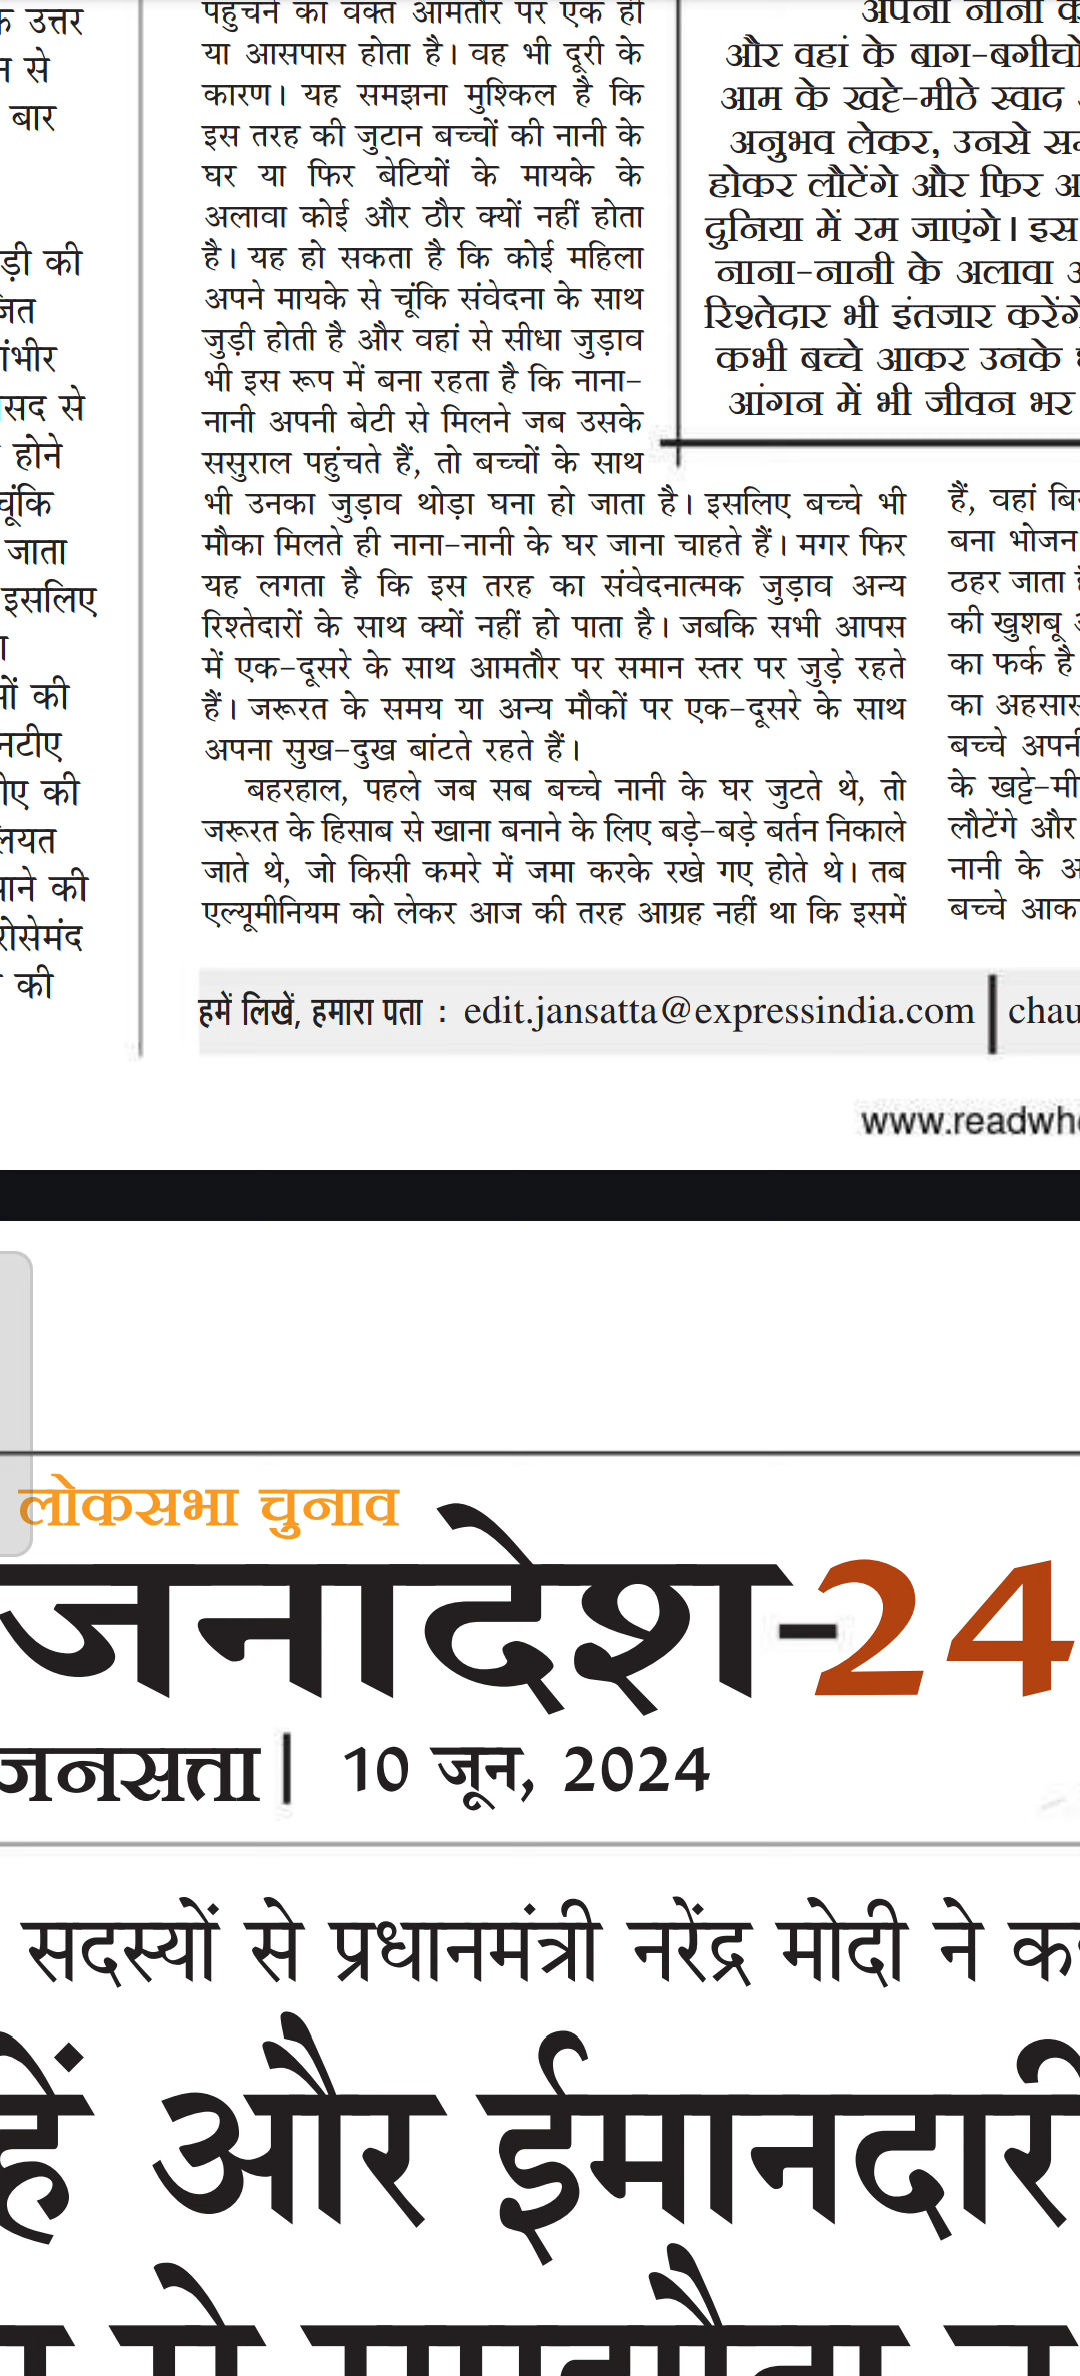 उत्तर
से
बार
की
गंभीर
से
होने
चूंकि
जाता
इसलिए
की
की
आने की
की
पहुंचने का वक्त आमतौर पर एक ही
या आसपास होता है। वह भी दूरी के
कारण। यह समझना मुश्किल है कि
इस तरह की जुटान बच्चों की नानी के
घर या फिर बेटियों के मायके के
अलावा कोई और ठौर क्यों नहीं होता
है। यह हो सकता है कि कोई महिला
अपने मायके से चूंकि संवेदना के साथ
जुड़ी होती है और वहां से सीधा जुड़ाव
भी इस रूप में बना रहता है कि नाना-
नानी अपनी बेटी से मिलने जब उसके
ससुराल पहुंचते हैं, तो बच्चों के साथ
भी उनका जुड़ाव थोड़ा घना हो जाता है। इसलिए बच्चे भी
मौका मिलते ही नाना-नानी के घर जाना चाहते हैं। मगर फिर
यह लगता है कि इस तरह का संवेदनात्मक जुड़ाव अन्य
रिश्तेदारों के साथ क्यों नहीं हो पाता है। जबकि सभी आपस
में एक-दूसरे के साथ आमतौर पर समान स्तर पर जुड़े रहते
हैं। जरूरत के समय या अन्य मौकों पर एक-दूसरे के साथ
अपना सुख-दुख बांटते रहते हैं।
बहरहाल, पहले जब सब बच्चे नानी के घर जुटते थे, तो
जरूरत के हिसाब से खाना बनाने के लिए बड़े-बड़े बर्तन निकाले
जाते थे, जो किसी कमरे में जमा करके रखे गए होते थे। तब
एल्यूमीनियम को लेकर आज की तरह आग्रह नहीं था कि इसमें
अपनी नानी
और वहां के बाग-बगीचों
आम के खट्टे-मीठे स्वाद
अनुभव लेकर, उनसे
होकर लौटेंगे और फिर
दुनिया में रम जाएंगे। इस
नाना-नानी के अलावा
रिश्तेदार भी इंतजार करेंगे
कभी बच्चे आकर उनके
आंगन में भी जीवन भर
हैं, वहां
बना भोजन
ठहर जाता
की खुशबू
का फर्क है
का अहसास
बच्चे अपनी
के खट्टे-मी
लौटेंगे और
नानी के
बच्चे आक
हमें लिखें, हमारा पता : edit.jansatta@expressindia.com | chau
www.readwh
लोकसभा चुनाव
जनादेश-24
जनसत्ता | 10 जून, 2024
सदस्यों से प्रधानमंत्री नरेंद्र मोदी ने
और